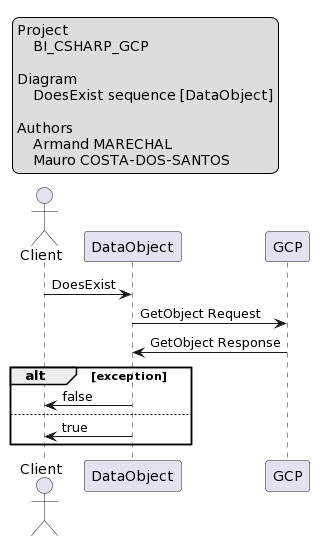 Project
BI_CSHARP_GCP
Diagram
DoesExist sequence [DataObject]
Authors
Armand MARECHAL
Mauro COSTA-DOS-SANTOS
Client
DataObject
GCP
DoesExist
GetObject Request
GetObject Response
alt [exception]
false
true
Client
DataObject
GCP